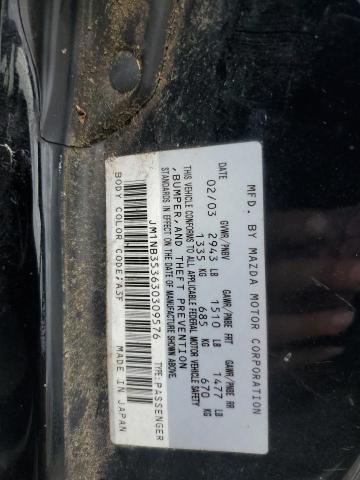 MFD. BY MAZDA MOTOR CORPORATION
DATE GVWR/PNBV GAWR/PNBE FRT GAWR/PNBE RR
02/03 2943 LB 1510 LB 1477 LB
1335 KG 685 KG 670 KG
THIS VEHICLE CONFORMS TO ALL APPLICABLE FEDERAL MOTOR VEHICLE SAFETY
, BUMPER, AND THEFT PREVENTION
STANDARDS IN EFFECT ON THE DATE OF MANUFACTURE SHOWN ABOVE.
JM1NB353630309576 TYPE:PASSENGER
BODY COLOR CODE:A3F MADE IN JAPAN